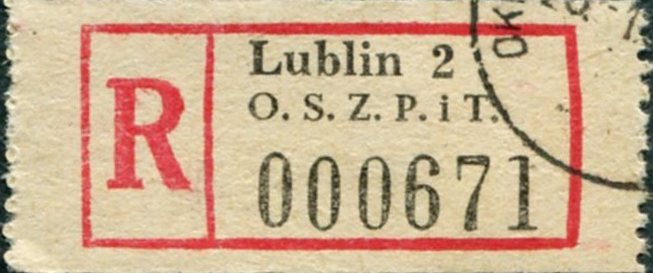 R
Lublin 2
O. S. Z. P. i T.
000671